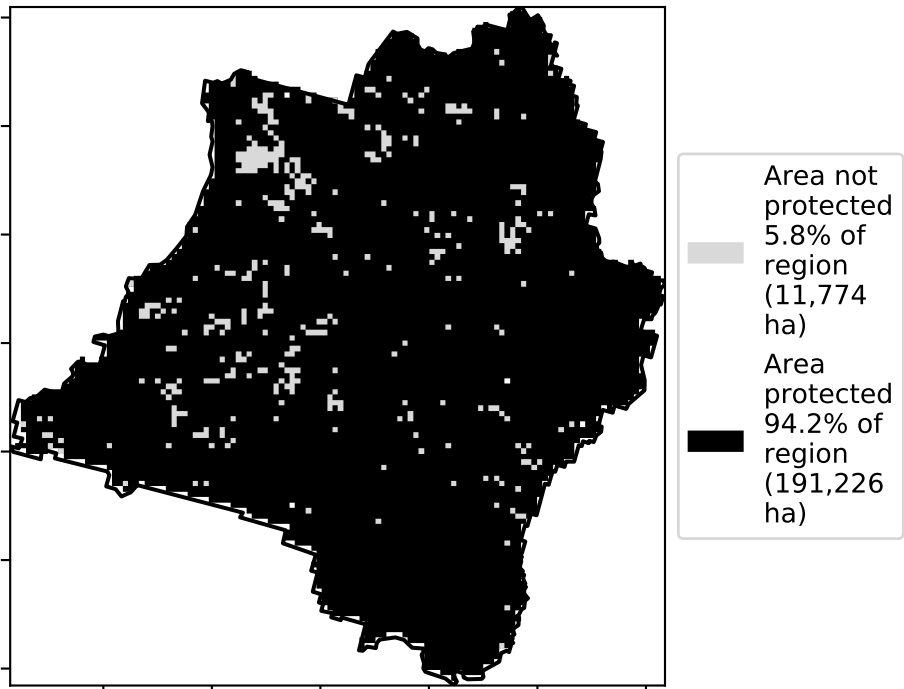 Area not
protected
5.8% of
region
(11,774
ha)
Area
protected
94.2% of
region
(191,226
ha)